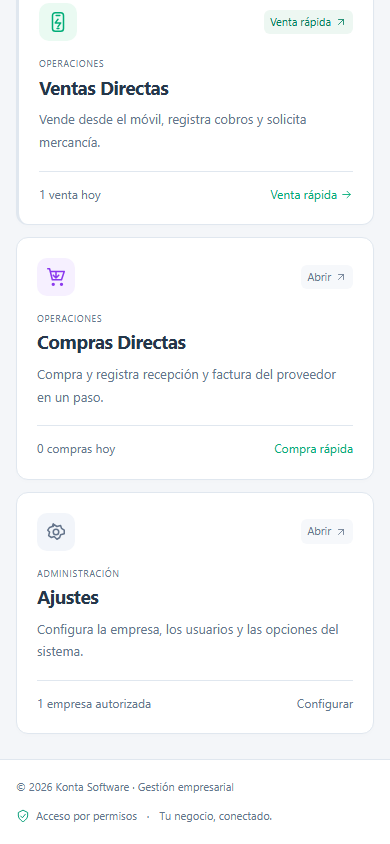 Venta rápida ↗
OPERACIONES
Ventas Directas
Vende desde el móvil, registra cobros y solicita
mercancía.
1 venta hoy
Venta rápida →
Abrir ↗
OPERACIONES
Compras Directas
Compra y registra recepción y factura del proveedor
en un paso.
0 compras hoy
Compra rápida
Abrir ↗
ADMINISTRACIÓN
Ajustes
Configura la empresa, los usuarios y las opciones del
sistema.
1 empresa autorizada
Configurar
© 2026 Konta Software · Gestión empresarial
Acceso por permisos · Tu negocio, conectado.